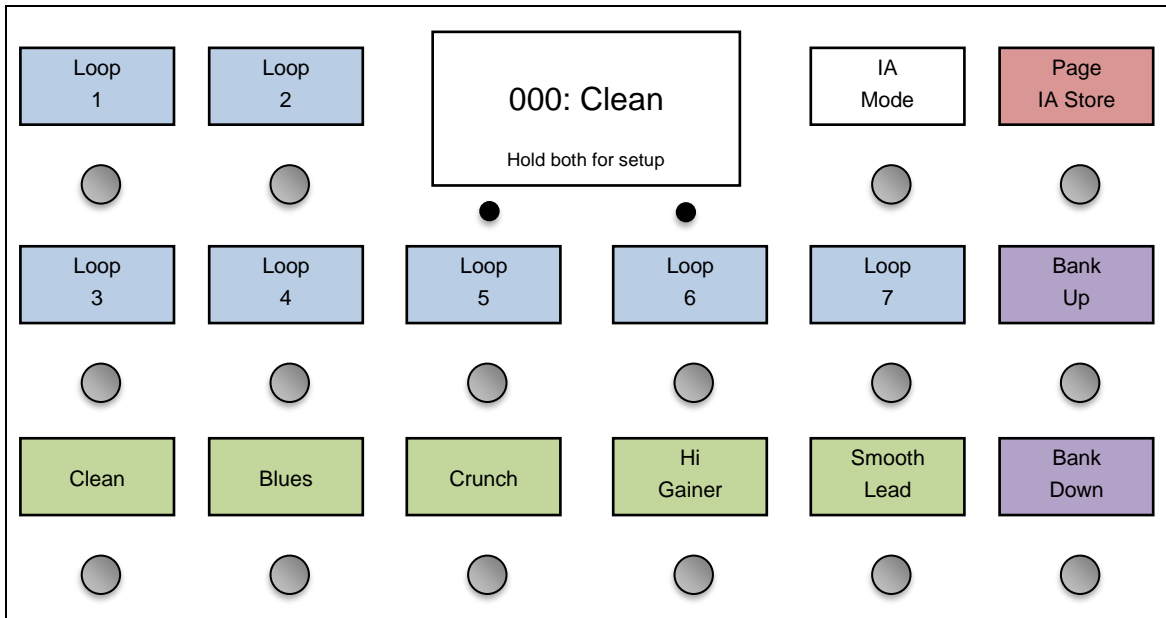 Loop
1
Loop
2
000: Clean
Hold both for setup
IA
Mode
Page
IA Store
Loop
3
Loop
4
Loop
5
Loop
6
Loop
7
Bank
Up
Clean
Blues
Crunch
Hi
Gainer
Smooth
Lead
Bank
Down